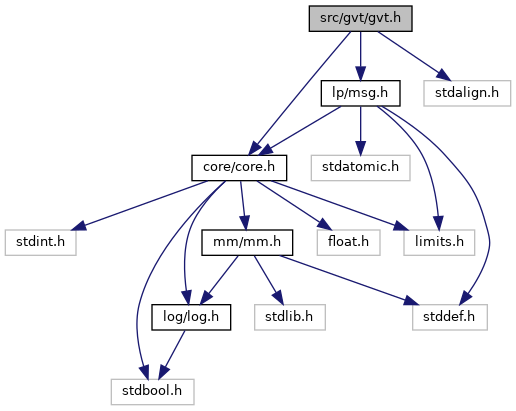 src/gvt/gvt.h
lp/msg.h
stdalign.h
core/core.h
stdatomic.h
stdint.h
mm/mm.h
float.h
limits.h
log/log.h
stdlib.h
stddef.h
stdbool.h